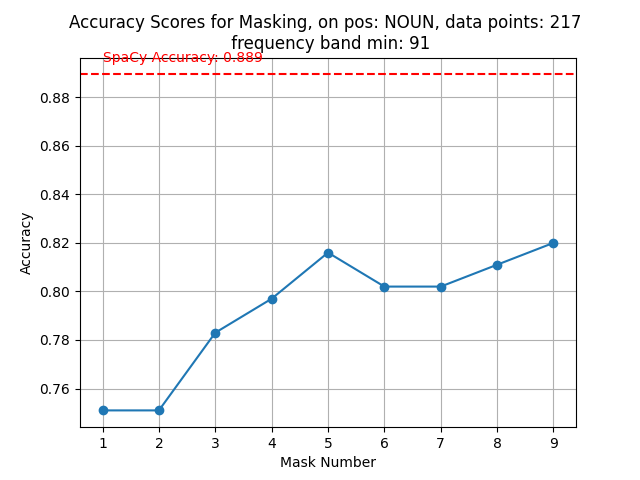 Accuracy Scores for Masking, on pos: NOUN, data points: 217
frequency band min: 91
SpaCy Accuracy: 0.889
0.88
0.86
0.84
0.82
0.80
0.78
0.76
Accuracy
1 2 3 4 5 6 7 8 9
Mask Number